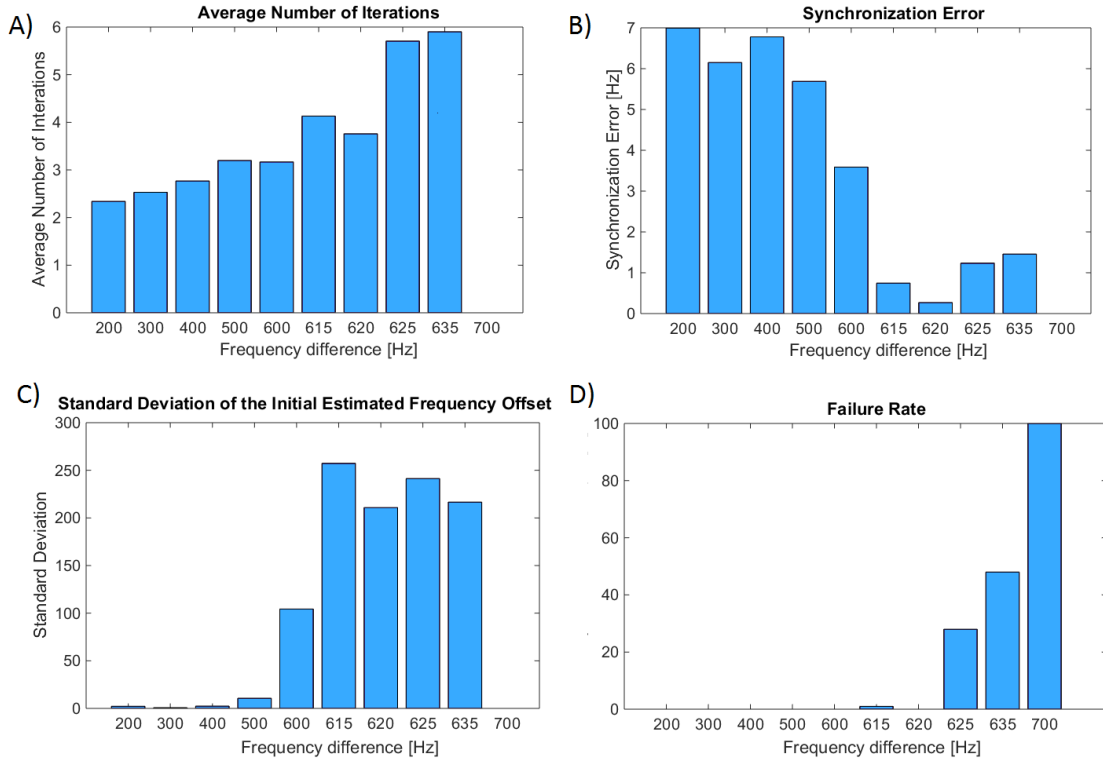 A)
Average Number of Iterations
6
5
4
3
2
1
0
Average Number of Interations
200 300 400 500 600 615 620 625 635 700
Frequency difference [Hz]
B)
Synchronization Error
7
6
5
4
3
2
1
0
Synchronization Error [Hz]
200 300 400 500 600 615 620 625 635 700
Frequency difference [Hz]
C)
Standard Deviation of the Initial Estimated Frequency Offset
300
250
200
150
100
50
0
Standard Deviation
200 300 400 500 600 615 620 625 635 700
Frequency difference [Hz]
D)
Failure Rate
100
80
60
40
20
0
200 300 400 500 600 615 620 625 635 700
Frequency difference [Hz]